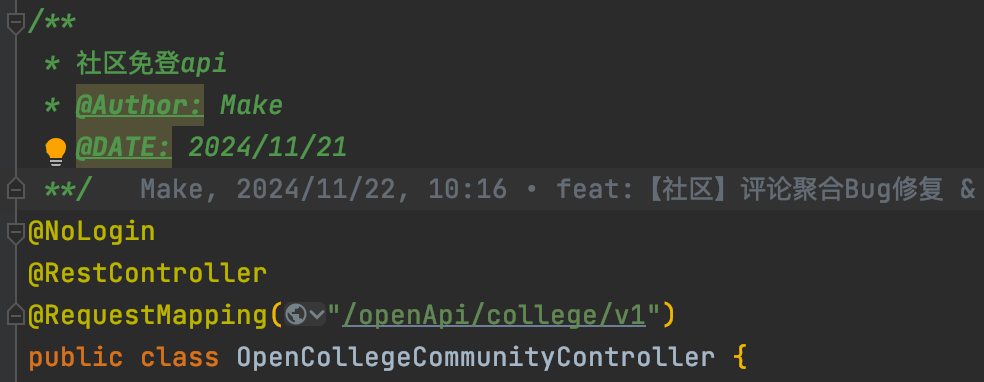 /**
* 社区免登api
* @Author: Make
@DATE: 2024/11/21
**/ Make, 2024/11/22, 10:16 • feat:【社区】评论聚合Bug修复 &
@NoLogin
@RestController
@RequestMapping("/openApi/college/v1")
public class OpenCollegeCommunityController {